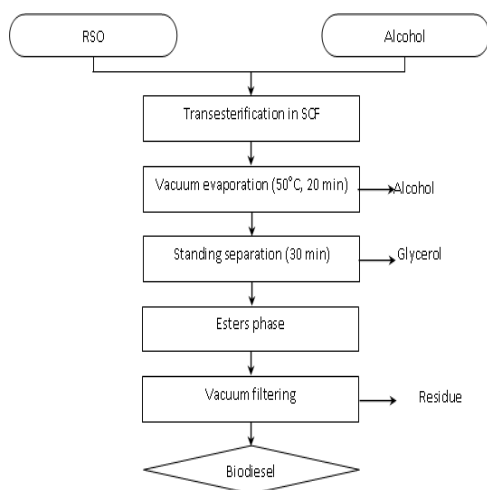 RSO
Alcohol
Transesterification in SCF
Vacuum evaporation (50°C, 20 min)
Alcohol
Standing separation (30 min)
Glycerol
Esters phase
Vacuum filtering
Residue
Biodiesel